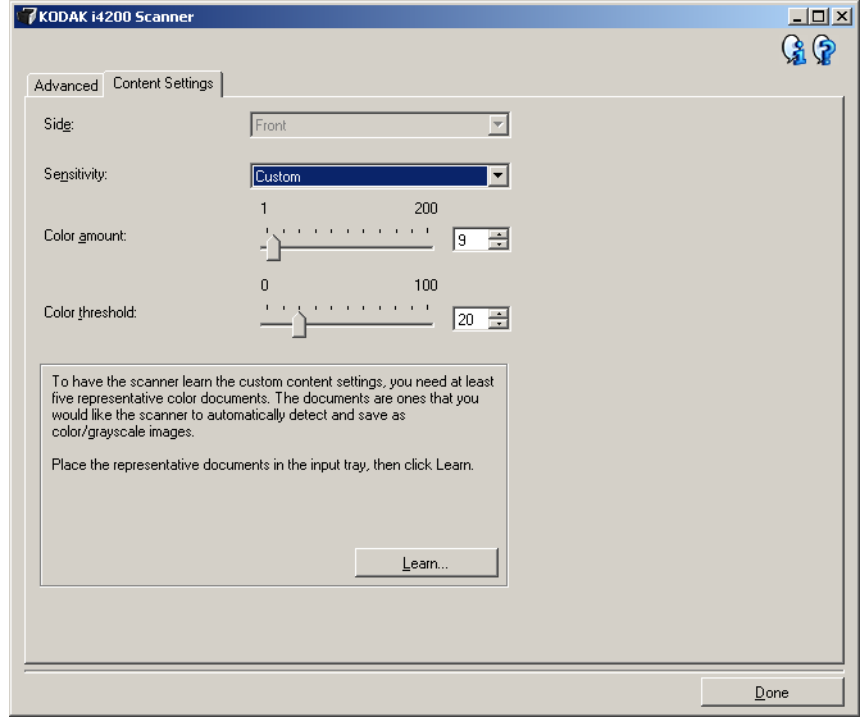 KODAK i4200 Scanner
Advanced
Content Settings
Side:
Front
Sensitivity:
Custom
1 200
Color amount:
9
0 100
Color threshold:
20
To have the scanner learn the custom content settings, you need at least
five representative color documents. The documents are ones that you
would like the scanner to automatically detect and save as
color/grayscale images.
Place the representative documents in the input tray, then click Learn.
Learn...
Done